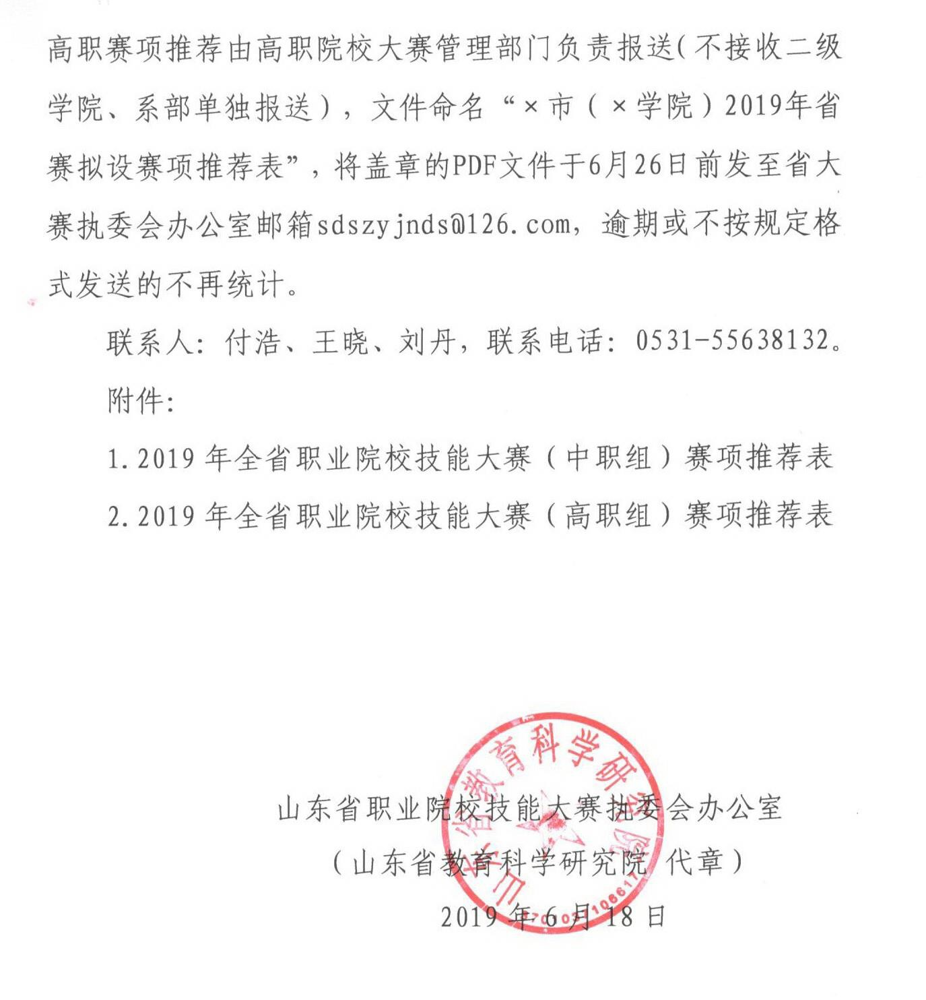 高职赛项推荐由高职院校大赛管理部门负责报送(不接收二级
学院、系部单独报送),文件命名“×市(×学院)2019年省
赛拟设赛项推荐表”,将盖章的PDF文件于6月26日前发至省大
赛执委会办公室邮箱sdszyjnds@126.com,逾期或不按规定格
式发送的不再统计。
联系人:付浩、王晓、刘丹,联系电话:0531-55638132。
附件:
1.2019 年全省职业院校技能大赛(中职组)赛项推荐表
2.2019 年全省职业院校技能大赛(高职组)赛项推荐表
山东省职业院校技能大赛执委会办公室
(山东省教育科学研究院 代章)
2019 年 6 月 18 日
山东省教育科学研究院